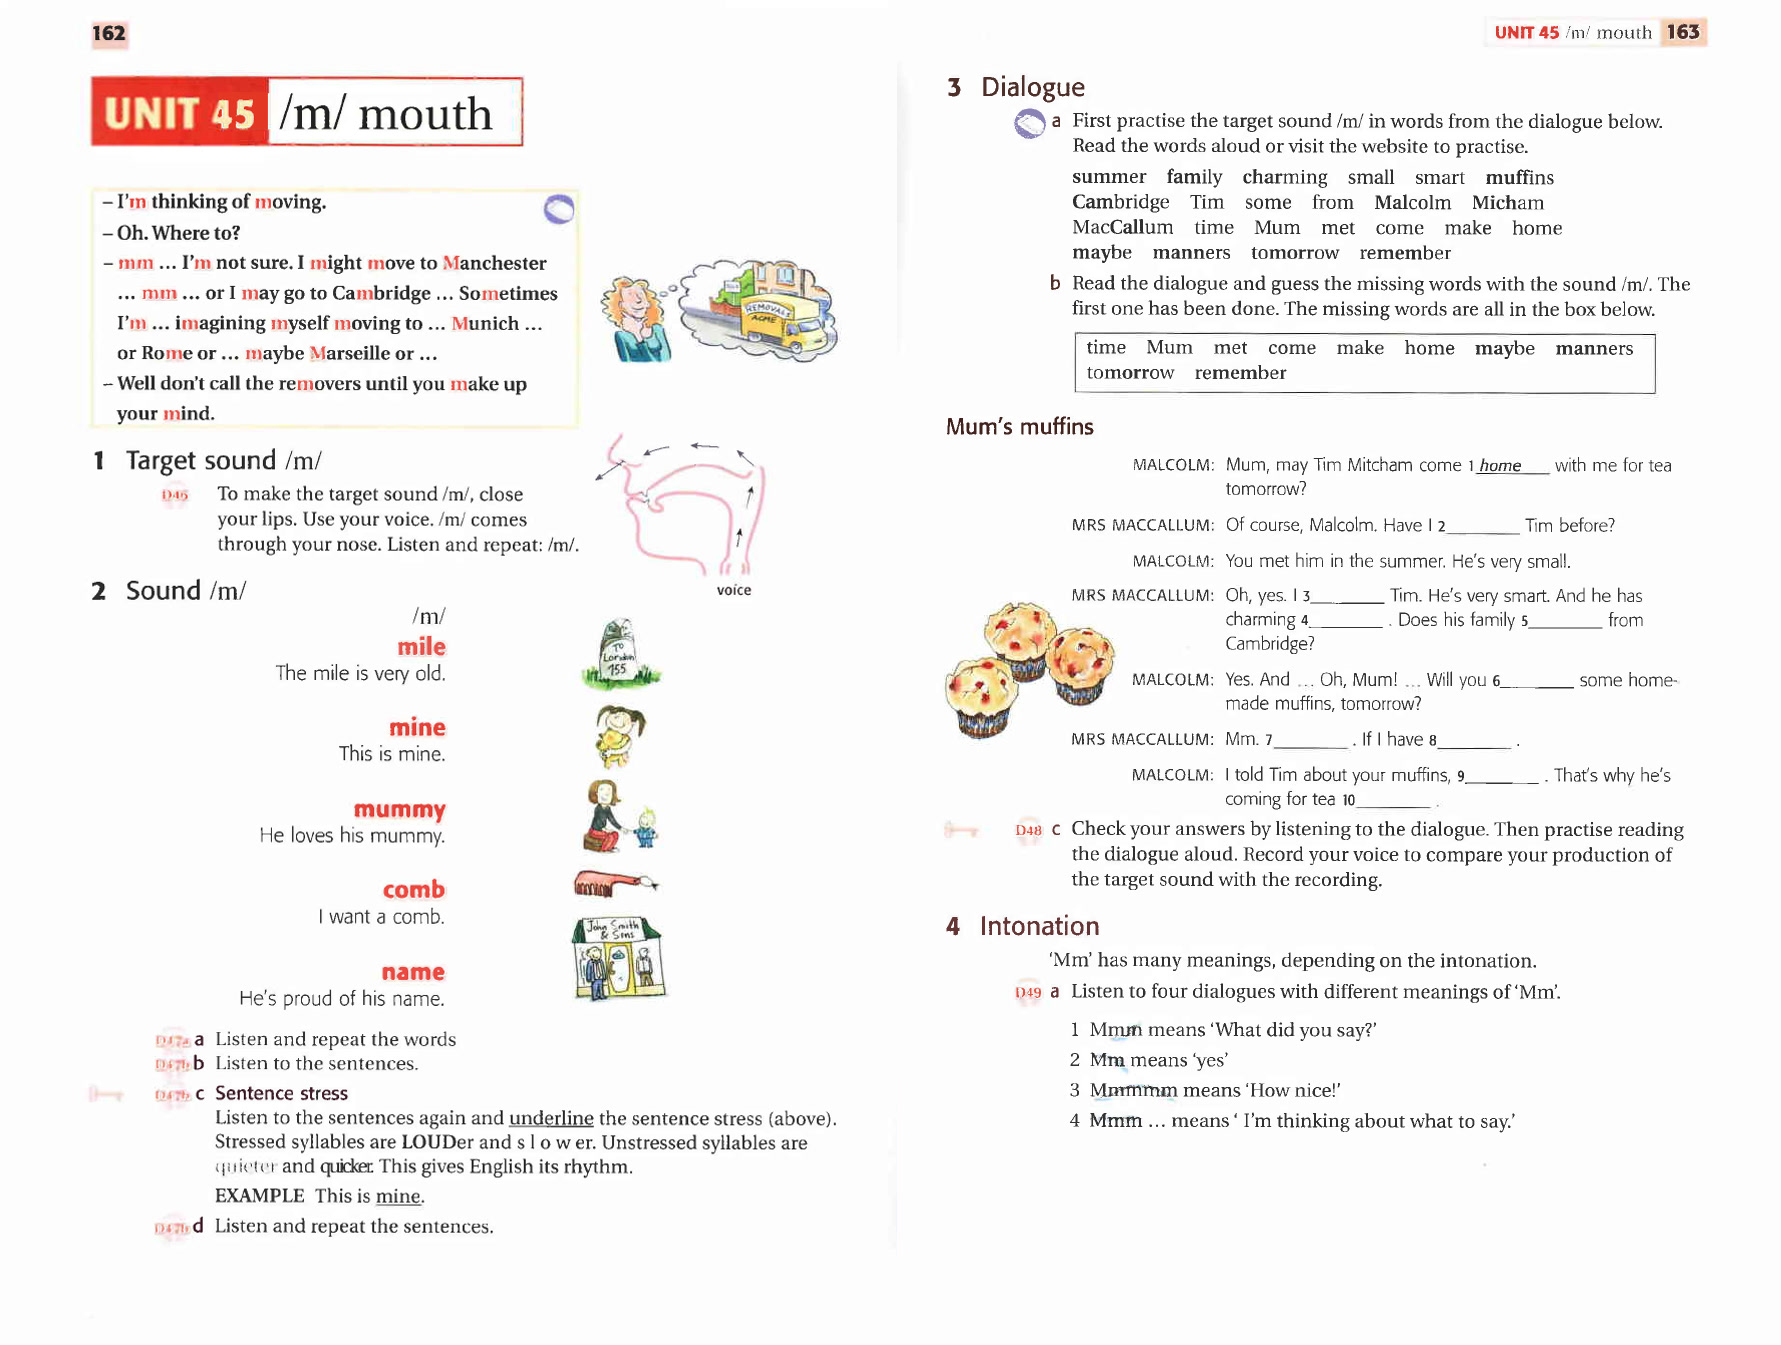 162
UNIT 45 /m/ mouth
– I'm thinking of moving.
– Oh. Where to?
– mm ... I'm not sure. I might move to Manchester
... mm ... or I may go to Cambridge ... Sometimes
I'm ... imagining myself moving to ... Munich ...
or Rome or ... maybe Marseille or ...
– Well don't call the removers until you make up
your mind.
REMOVALS
ACME
1 Target sound /m/
D46 To make the target sound /m/, close
your lips. Use your voice. /m/ comes
through your nose. Listen and repeat: /m/.
voice
2 Sound /m/
/m/
mile
The mile is very old.
TO
London
155
mine
This is mine.
mummy
He loves his mummy.
comb
I want a comb.
name
He's proud of his name.
John Smith
& Sons
D47a a Listen and repeat the words
D47b b Listen to the sentences.
D47b c Sentence stress
Listen to the sentences again and underline the sentence stress (above).
Stressed syllables are LOUDer and s l o w er. Unstressed syllables are
quieter and quicker. This gives English its rhythm.
EXAMPLE This is mine.
D47b d Listen and repeat the sentences.
UNIT 45 /m/ mouth 163
3 Dialogue
a First practise the target sound /m/ in words from the dialogue below.
Read the words aloud or visit the website to practise.
summer family charming small smart muffins
Cambridge Tim some from Malcolm Micham
MacCallum time Mum met come make home
maybe manners tomorrow remember
b Read the dialogue and guess the missing words with the sound /m/. The
first one has been done. The missing words are all in the box below.
time Mum met come make home maybe manners
tomorrow remember
Mum's muffins
MALCOLM: Mum, may Tim Mitcham come 1 home with me for tea
tomorrow?
MRS MACCALLUM: Of course, Malcolm. Have I 2________ Tim before?
MALCOLM: You met him in the summer. He's very small.
MRS MACCALLUM: Oh, yes. I 3________ Tim. He's very smart. And he has
charming 4________ . Does his family 5________ from
Cambridge?
MALCOLM: Yes. And ... Oh, Mum! ... Will you 6________ some home-
made muffins, tomorrow?
MRS MACCALLUM: Mm. 7________ . If I have 8________ .
MALCOLM: I told Tim about your muffins, 9________ . That's why he's
coming for tea 10________ .
D48 c Check your answers by listening to the dialogue. Then practise reading
the dialogue aloud. Record your voice to compare your production of
the target sound with the recording.
4 Intonation
'Mm' has many meanings, depending on the intonation.
D49 a Listen to four dialogues with different meanings of 'Mm'.
1 Mmm means 'What did you say?'
2 Mm means 'yes'
3 Mmmmm means 'How nice!'
4 Mmm ... means ' I'm thinking about what to say.'